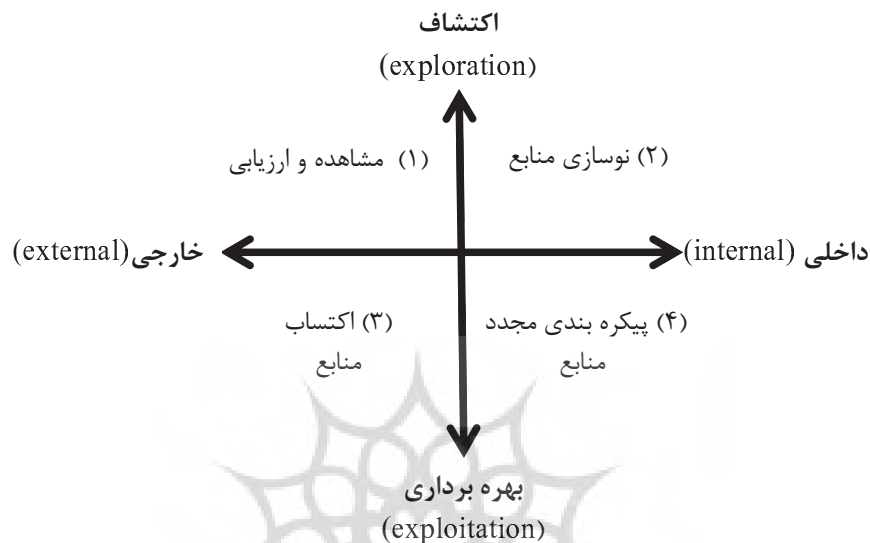 اکتشاف
(exploration)
(۱) مشاهده و ارزیابی
(۲) نوسازی منابع
خارجی(external)
داخلی (internal)
(۳) اکتساب
منابع
(۴) پیکره بندی مجدد
منابع
بهره برداری
(exploitation)